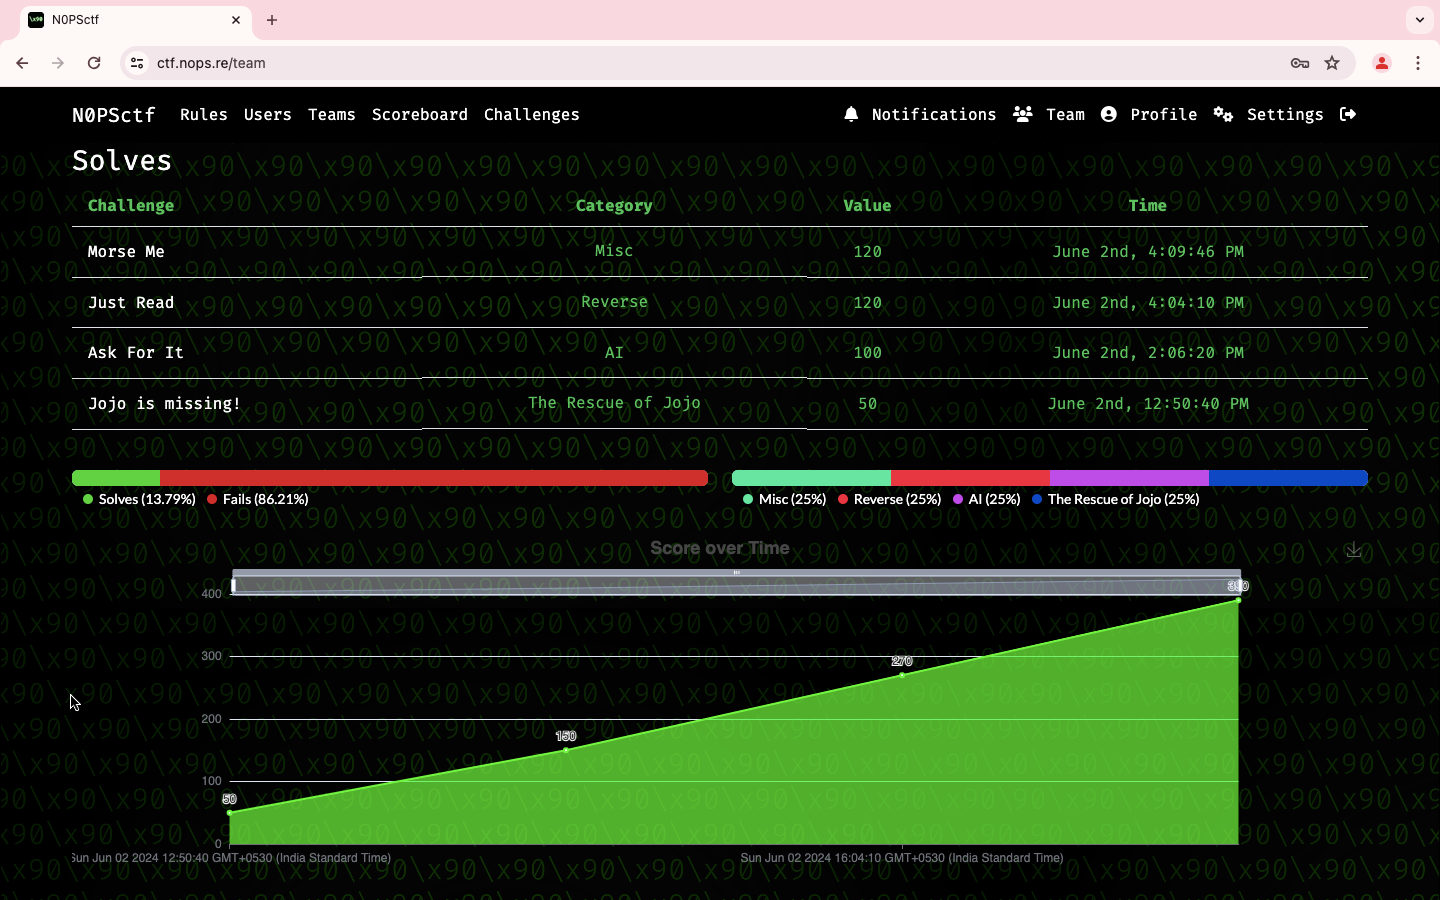 N0PSctf
ctf.nops.re/team
N0PSctf Rules Users Teams Scoreboard Challenges Notifications Team Profile Settings
Solves
Challenge Category Value Time
Morse Me Misc 120 June 2nd, 4:09:46 PM
Just Read Reverse 120 June 2nd, 4:04:10 PM
Ask For It AI 100 June 2nd, 2:06:20 PM
Jojo is missing! The Rescue of Jojo 50 June 2nd, 12:50:40 PM
Solves (13.79%) Fails (86.21%) Misc (25%) Reverse (25%) AI (25%) The Rescue of Jojo (25%)
Score over Time
390
400
300
270
200
150
100
50
0
Sun Jun 02 2024 12:50:40 GMT+0530 (India Standard Time) Sun Jun 02 2024 16:04:10 GMT+0530 (India Standard Time)